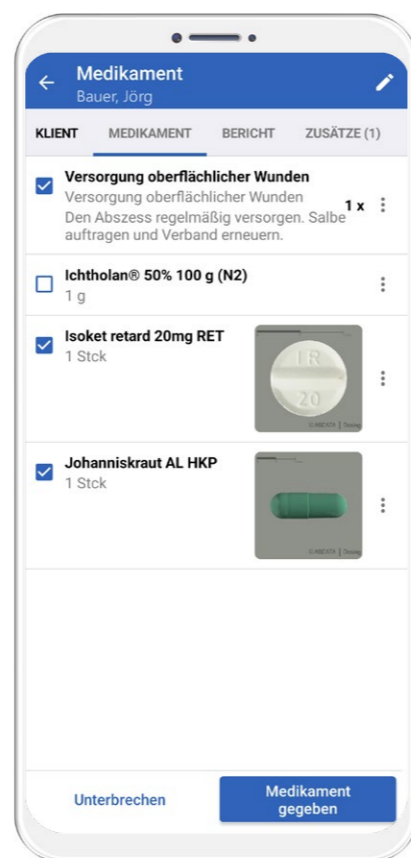 Medikament
Bauer, Jörg
KLIENT MEDIKAMENT BERICHT ZUSÄTZE (1)
Versorgung oberflächlicher Wunden
Versorgung oberflächlicher Wunden
1 x
Den Abszess regelmäßig versorgen. Salbe
auftragen und Verband erneuern.
Ichtholan® 50% 100 g (N2)
1 g
Isoket retard 20mg RET
1 Stck
IR
20
Johanniskraut AL HKP
1 Stck
Unterbrechen
Medikament
gegeben